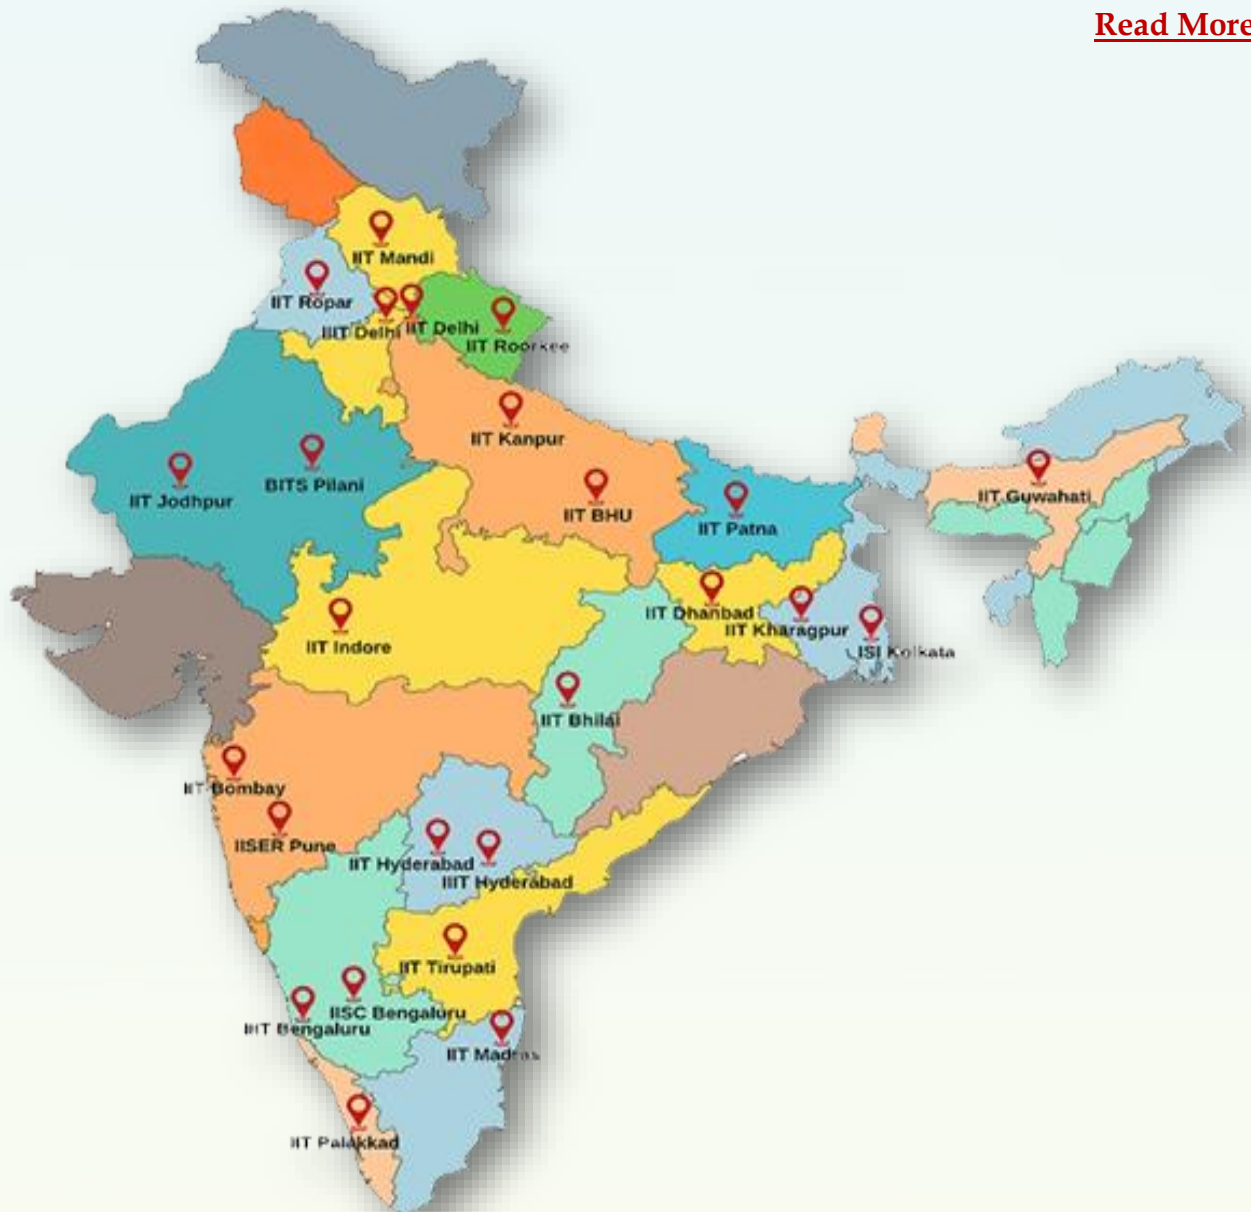 Read More
IIT Mandi
IIT Ropar
IIIT Delhi
IIT Delhi
IIT Roorkee
IIT Kanpur
IIT Jodhpur
BITS Pilani
IIT BHU
IIT Patna
IIT Guwahati
IIT Dhanbad
IIT Kharagpur
IIT Indore
ISI Kolkata
IIT Bhilai
IIT Bombay
IISER Pune
IIT Hyderabad
IIIT Hyderabad
IIT Tirupati
IISC Bengaluru
IIIT Bengaluru
IIT Madras
IIT Palakkad